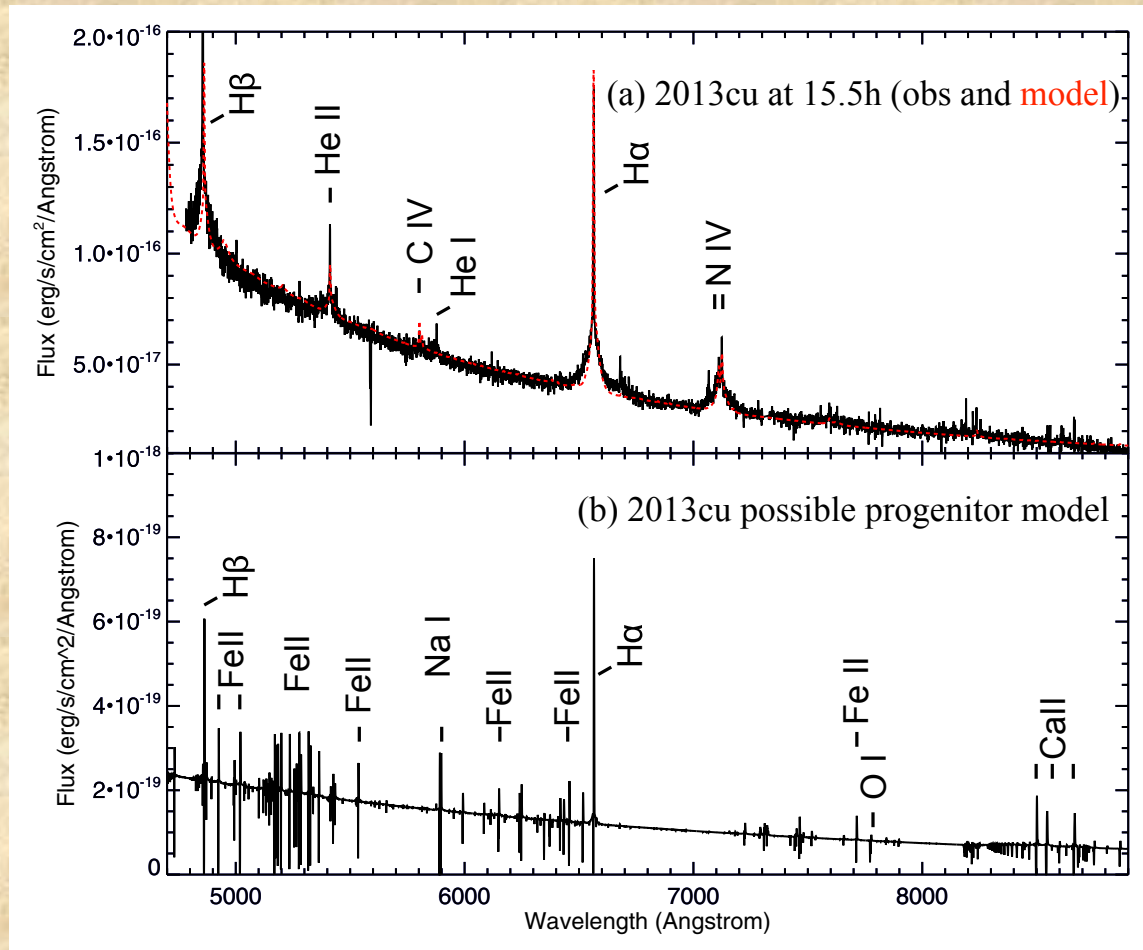 2.0•10⁻¹⁶
(a) 2013cu at 15.5h (obs and model)
Hβ
1.5•10⁻¹⁶
He II
Hα
Flux (erg/s/cm²/Angstrom)
1.0•10⁻¹⁶
C IV
He I
N IV
5.0•10⁻¹⁷
1•10⁻¹⁸
(b) 2013cu possible progenitor model
8•10⁻¹⁹
Flux (erg/s/cm^2/Angstrom)
Hβ
6•10⁻¹⁹
FeII
FeII
FeII
Na I
FeII
FeII
Hα
Fe II
O I
CaII
4•10⁻¹⁹
2•10⁻¹⁹
0
5000 6000 7000 8000
Wavelength (Angstrom)